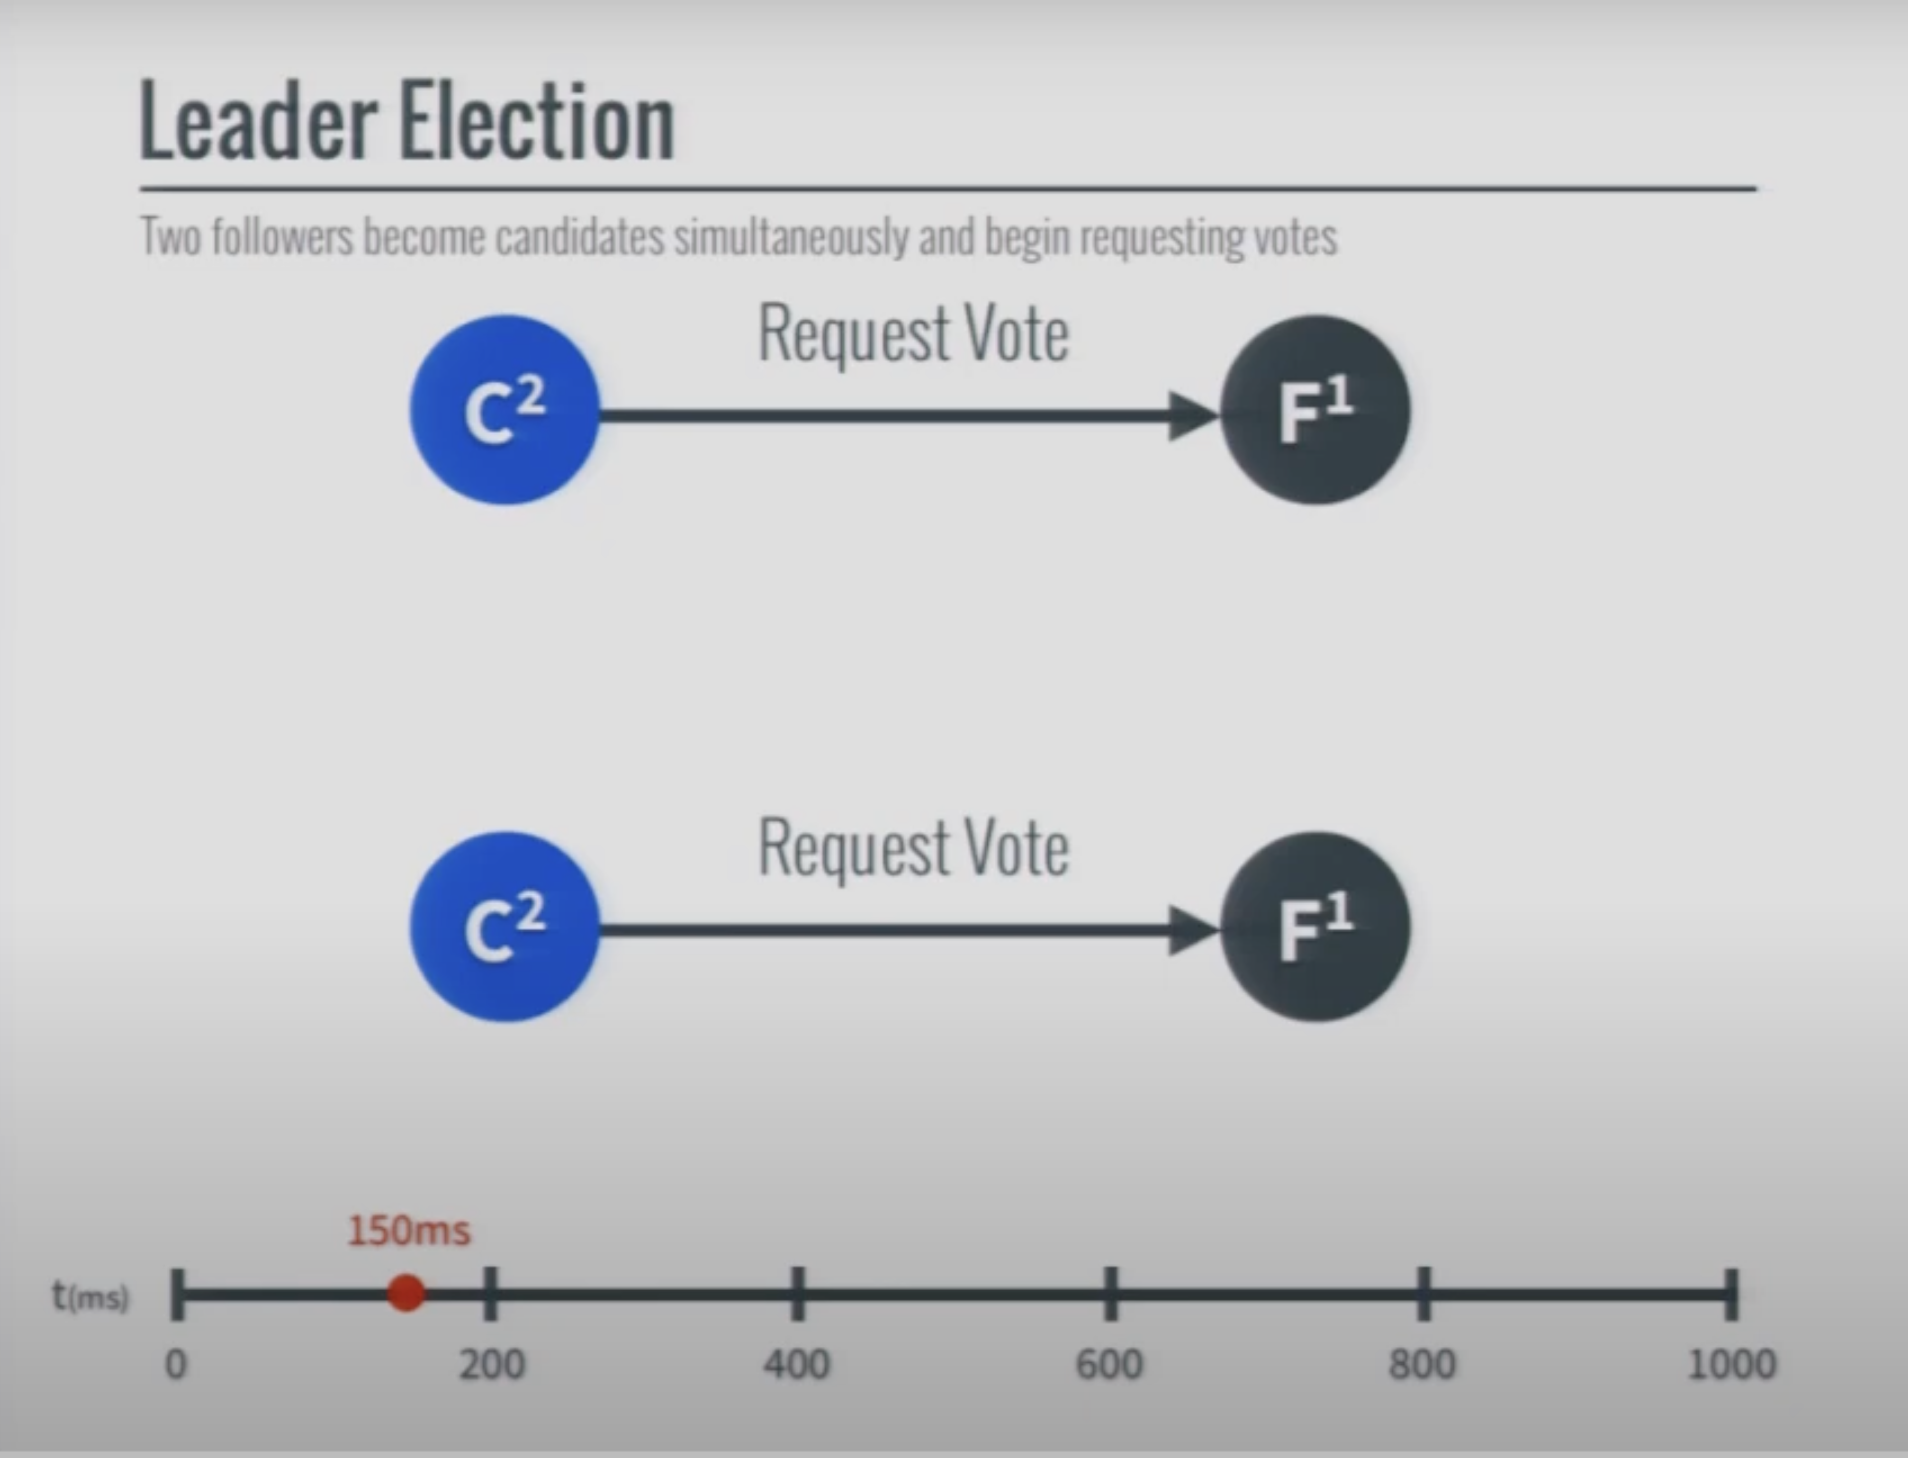 Leader Election
Two followers become candidates simultaneously and begin requesting votes
Request Vote
C² F¹
Request Vote
C² F¹
150ms
t(ms)
0 200 400 600 800 1000